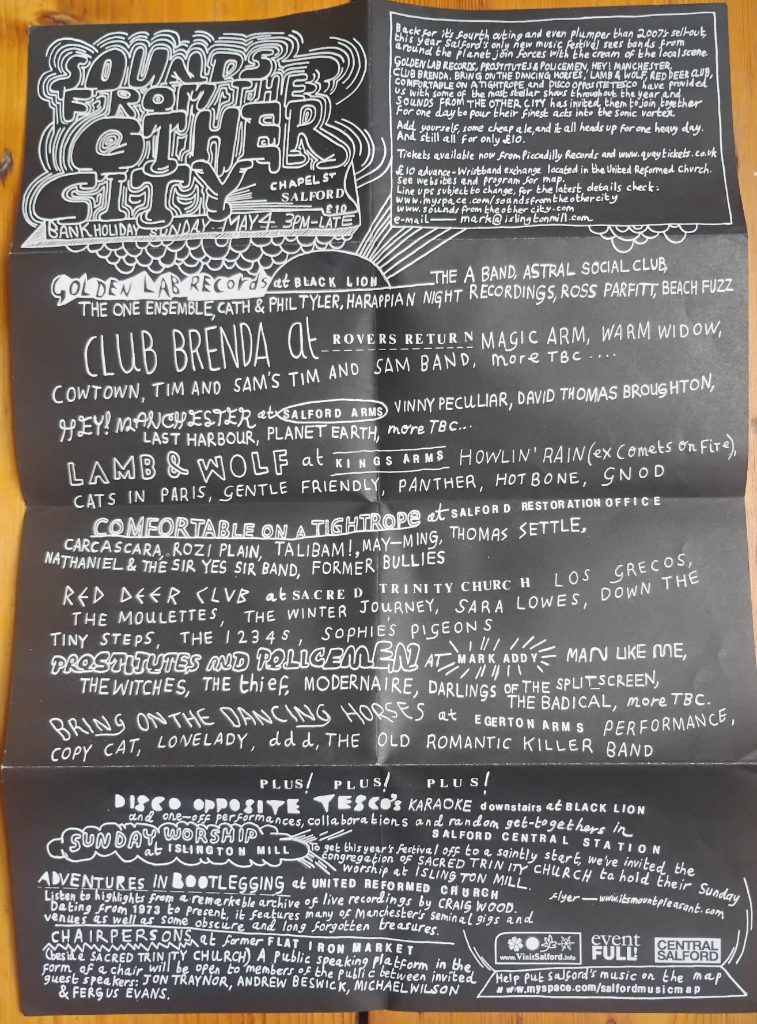 SOUNDS
FROM THE
OTHER
CITY
CHAPEL ST
SALFORD
£10
BANK HOLIDAY SUNDAY MAY 4 3PM-LATE
Back for it's fourth outing and even plumper than 2007's sell-out,
this year Salford's only new music festival sees bands from
around the planet join forces with the cream of the local scene.
GOLDEN LAB RECORDS, PROSTITUTES & POLICEMEN, HEY! MANCHESTER,
CLUB BRENDA, BRING ON THE DANCING HORSES, LAMB & WOLF, RED DEER CLUB,
COMFORTABLE ON A TIGHTROPE and DISCO OPPOSITE TESCO have provided
us with some of the most stellar shows throughout the year and
SOUNDS FROM THE OTHER CITY has invited them to join together
for one day to pour their finest acts into the sonic vortex.
Add yourself, some cheap ale, and it all heads up for one heavy day.
And still all for only £10.
Tickets available now from Piccadilly Records and www.quaytickets.co.uk
£10 advance - Wristband exchange located in the United Reformed Church.
See websites and program for map.
Line ups subject to change, for the latest details check:
www.myspace.com/soundsfromtheothercity
www.soundsfromtheothercity.com
e-mail — mark@islingtonmill.com
GOLDEN LAB RECORDS at BLACK LION THE A BAND, ASTRAL SOCIAL CLUB,
THE ONE ENSEMBLE, CATH & PHIL TYLER, HARAPPIAN NIGHT RECORDINGS, ROSS PARFITT, BEACH FUZZ
CLUB BRENDA at ROVERS RETURN MAGIC ARM, WARM WIDOW,
COWTOWN, TIM AND SAM'S TIM AND SAM BAND, more TBC ....
HEY! MANCHESTER at SALFORD ARMS VINNY PECULIAR, DAVID THOMAS BROUGHTON,
LAST HARBOUR, PLANET EARTH, more TBC...
LAMB & WOLF at KINGS ARMS HOWLIN' RAIN (ex Comets on Fire),
CATS IN PARIS, GENTLE FRIENDLY, PANTHER, HOT BONE, GNOD
COMFORTABLE ON A TIGHTROPE at SALFORD RESTORATION OFFICE
CARCASCARA, ROZI PLAIN, TALIBAM!, MAY-MING, THOMAS SETTLE,
NATHANIEL & THE SIR YES SIR BAND, FORMER BULLIES
RED DEER CLUB at SACRED TRINITY CHURCH LOS GRECOS,
THE MOULETTES, THE WINTER JOURNEY, SARA LOWES, DOWN THE
TINY STEPS, THE 1234s, SOPHIE'S PIGEONS
PROSTITUTES AND POLICEMEN AT MARK ADDY MAN LIKE ME,
THE WITCHES, THE thief, MODERNAIRE, DARLINGS OF THE SPLITSCREEN,
THE BADICAL, more TBC.
BRING ON THE DANCING HORSES at EGERTON ARMS PERFORMANCE,
COPY CAT, LONELADY, ddd, THE OLD ROMANTIC KILLER BAND
PLUS! PLUS! PLUS!
DISCO OPPOSITE TESCO'S KARAOKE downstairs at BLACK LION
and one-off performances, collaborations and random get-togethers in
SALFORD CENTRAL STATION
SUNDAY WORSHIP
at ISLINGTON MILL
To get this year's festival off to a saintly start, we've invited the
congregation of SACRED TRINITY CHURCH to hold their Sunday
worship at ISLINGTON MILL.
ADVENTURES IN BOOTLEGGING at UNITED REFORMED CHURCH
Listen to highlights from a remarkable archive of live recordings by CRAIG WOOD.
Dating from 1973 to present, it features many of Manchester's seminal gigs and
venues as well as some obscure and long forgotten treasures.
flyer — www.itsmountpleasant.com
CHAIRPERSONS at former FLAT IRON MARKET
(beside SACRED TRINITY CHURCH) A public speaking platform in the
form of a chair will be open to members of the public between invited
guest speakers: JON TRAYNOR, ANDREW BESWICK, MICHAEL WILSON
& FERGUS EVANS.
www.VisitSalford.info
event
FULL!
CENTRAL
SALFORD
Help put Salford's music on the map
www.myspace.com/salfordmusicmap